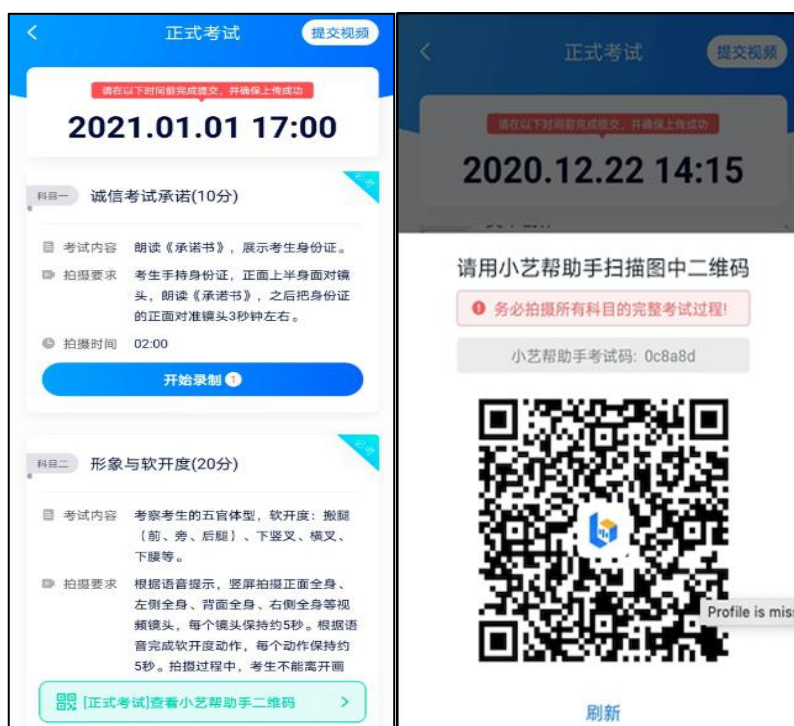 正式考试
提交视频
请在以下时间前完成提交，并确保上传成功
2021.01.01 17:00
科目一
诚信考试承诺(10分)
必考
考试内容 朗读《承诺书》，展示考生身份证。
拍摄要求 考生手持身份证，正面上半身面对镜
头，朗读《承诺书》，之后把身份证
的正面对准镜头3秒钟左右。
拍摄时间 02:00
开始录制 1
科目二
形象与软开度(20分)
必考
考试内容 考察考生的五官体型，软开度：搬腿
（前、旁、后腿）、下竖叉、横叉、
下腰等。
拍摄要求 根据语音提示，竖屏拍摄正面全身、
左侧全身、背面全身、右侧全身等视
频镜头，每个镜头保持约5秒。根据语
音完成软开度动作，每个动作保持约
5秒。拍摄过程中，考生不能离开画
[正式考试]查看小艺帮助手二维码
正式考试
提交视频
请在以下时间前完成提交，并确保上传成功
2020.12.22 14:15
请用小艺帮助手扫描图中二维码
务必拍摄所有科目的完整考试过程!
小艺帮助手考试码: 0c8a8d
Profile is miss
刷新